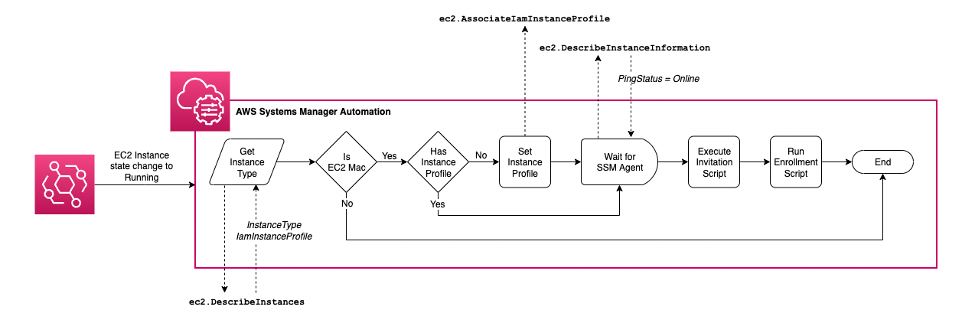 ec2.AssociateIamInstanceProfile
ec2.DescribeInstanceInformation
PingStatus = Online
AWS Systems Manager Automation
EC2 Instance
state change to
Running
Get
Instance
Type
Is
EC2 Mac
Yes
No
Has
Instance
Profile
No
Yes
Set
Instance
Profile
Wait for
SSM Agent
Execute
Invitation
Script
Run
Enrollment
Script
End
InstanceType
IamInstanceProfile
ec2.DescribeInstances